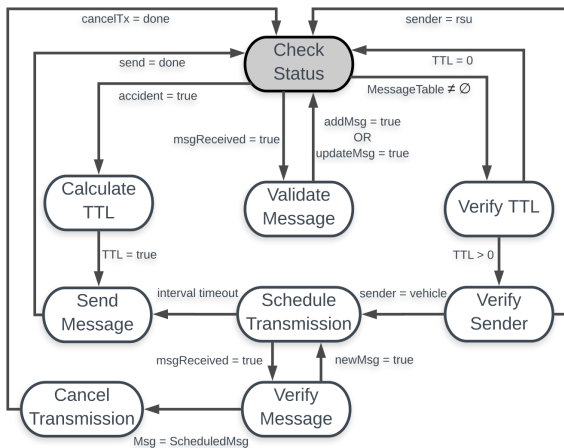 cancelTx = done
sender = rsu
Check
Status
send = done
TTL = 0
accident = true
MessageTable ≠ ∅
addMsg = true
OR
updateMsg = true
msgReceived = true
Calculate
TTL
Validate
Message
Verify TTL
TTL = true
TTL > 0
Send
Message
interval timeout
Schedule
Transmission
sender = vehicle
Verify
Sender
msgReceived = true
newMsg = true
Cancel
Transmission
Verify
Message
Msg = ScheduledMsg